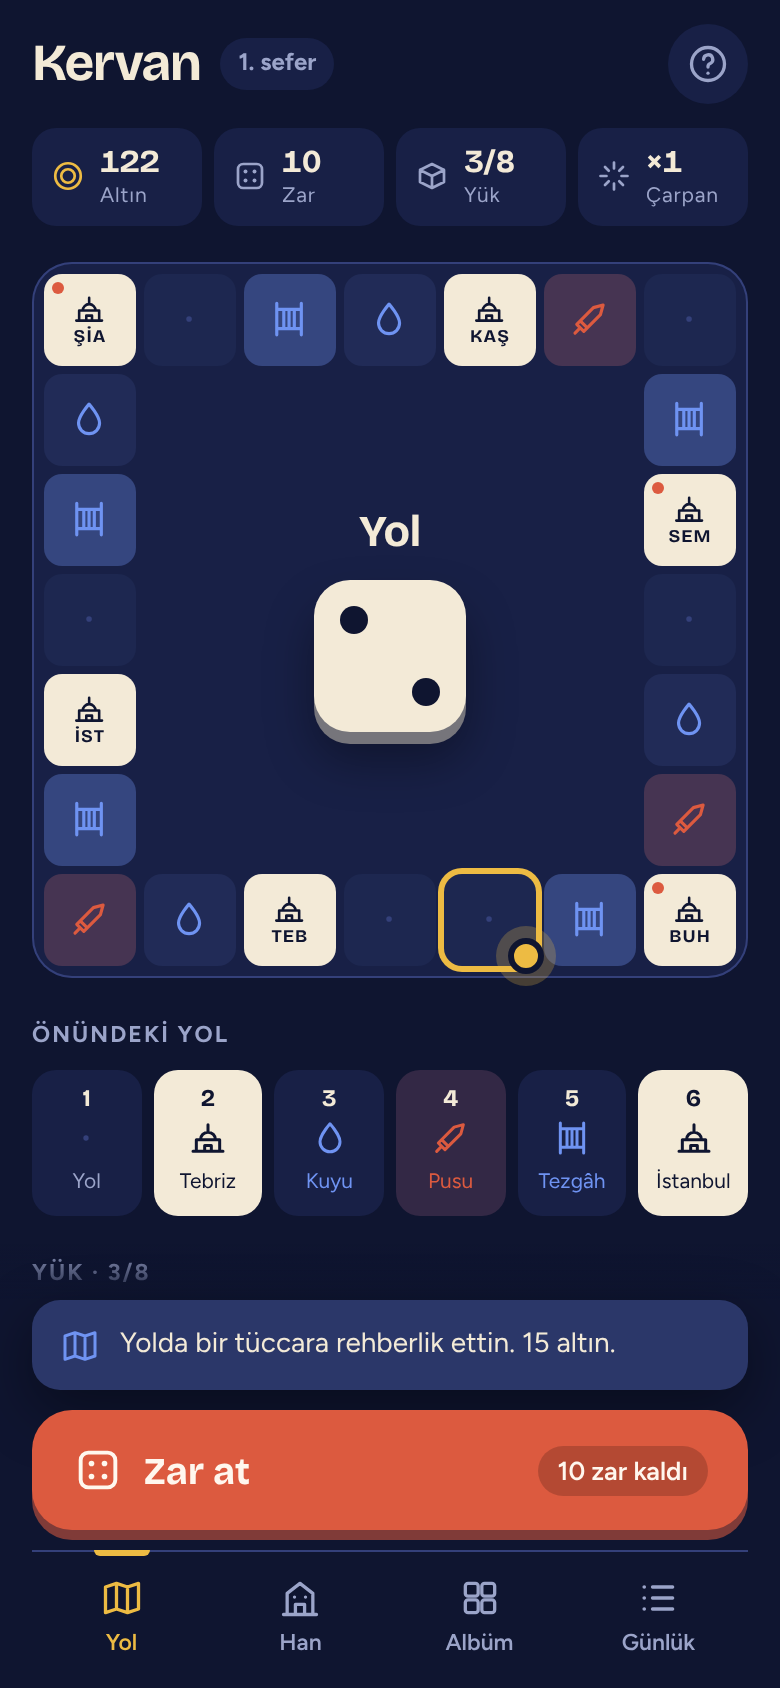 Kervan
1. sefer
122
Altın
10
Zar
3/8
Yük
×1
Çarpan
ŞİA
KAŞ
SEM
Yol
İST
TEB
BUH
ÖNÜNDEKİ YOL
1
Yol
2
Tebriz
3
Kuyu
4
Pusu
5
Tezgâh
6
İstanbul
YÜK · 3/8
Yolda bir tüccara rehberlik ettin. 15 altın.
Zar at
10 zar kaldı
Yol
Han
Albüm
Günlük